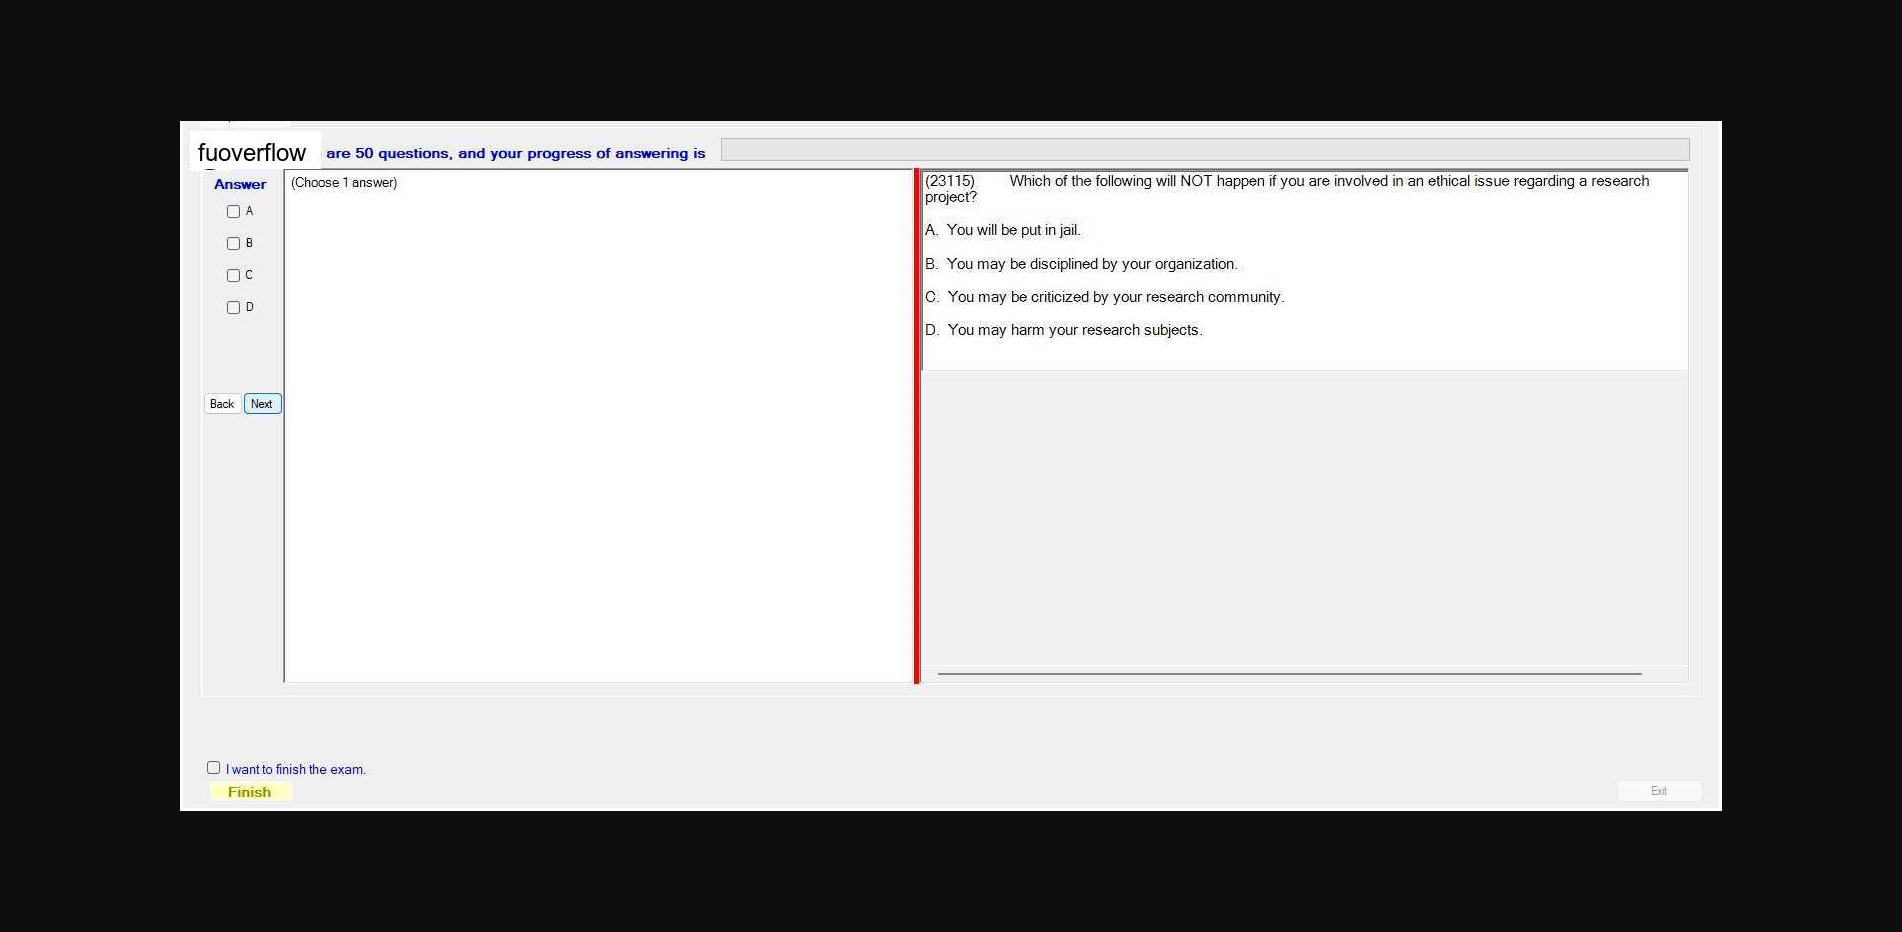 fuoverflow are 50 questions, and your progress of answering is
Answer
(Choose 1 answer)
A
B
C
D
Back Next
(23115) Which of the following will NOT happen if you are involved in an ethical issue regarding a research
project?
A. You will be put in jail.
B. You may be disciplined by your organization.
C. You may be criticized by your research community.
D. You may harm your research subjects.
I want to finish the exam.
Finish
Exit